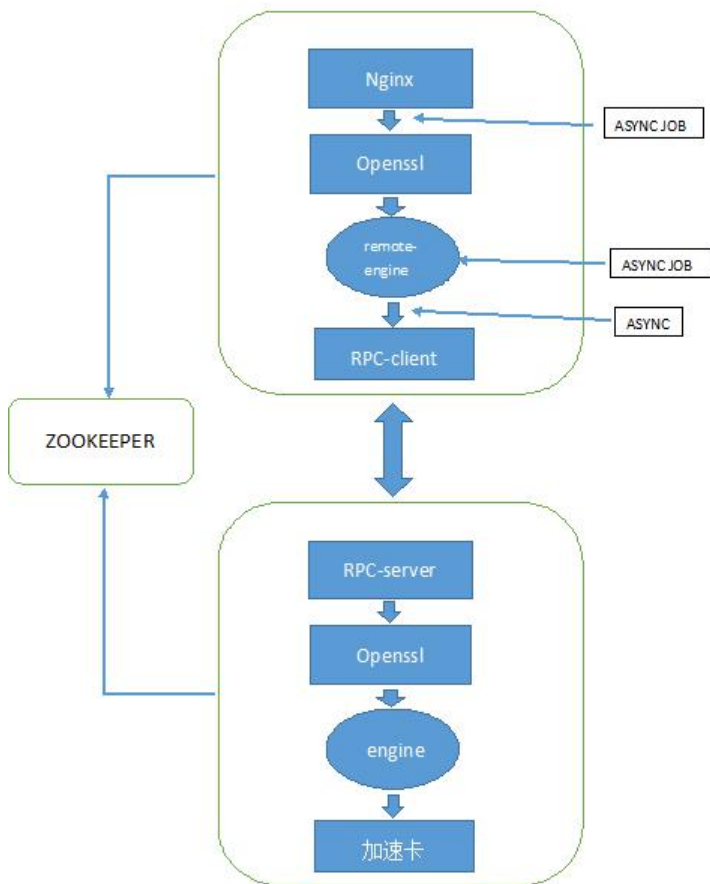 Nginx
ASYNC JOB
Openssl
remote-
engine
ASYNC JOB
ASYNC
RPC-client
ZOOKEEPER
RPC-server
Openssl
engine
加速卡